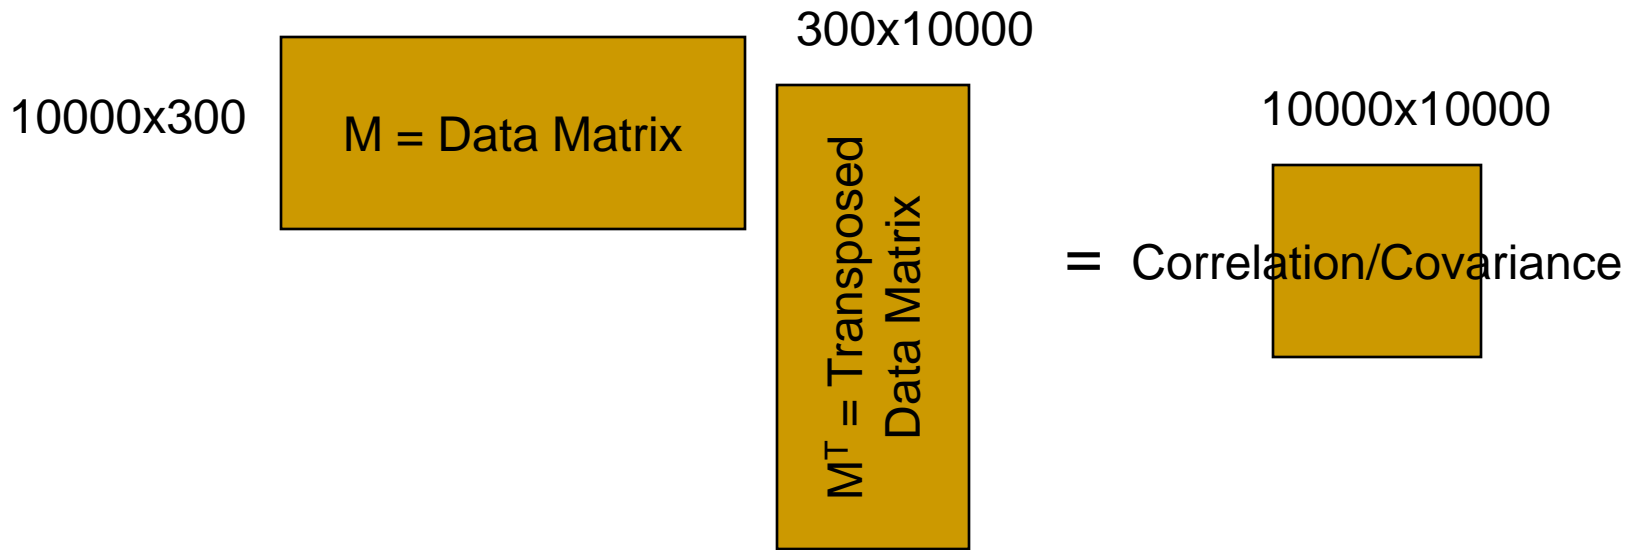 300x10000
10000x300
M = Data Matrix
10000x10000
Mᵀ = Transposed
Data Matrix
= Correlation/Covariance